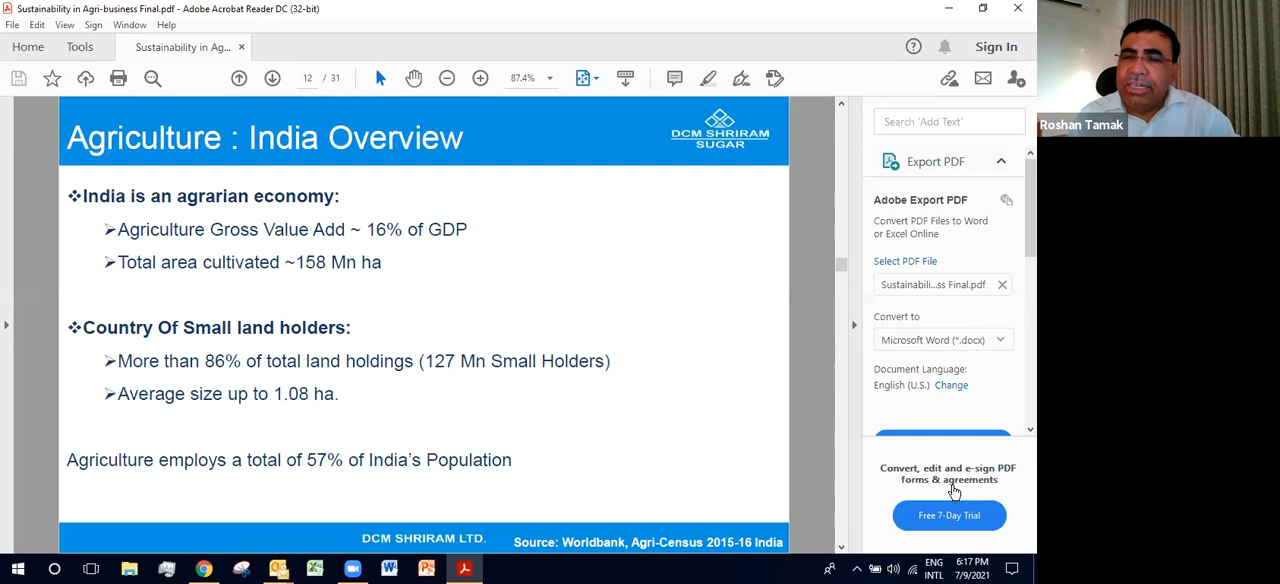 Sustainability in Agri-business Final.pdf - Adobe Acrobat Reader DC (32-bit)
File Edit View Sign Window Help
Home Tools Sustainability in Ag... × Sign In
12 / 31 87.4%
Agriculture : India Overview
DCM SHRIRAM
SUGAR
❖India is an agrarian economy:
➢Agriculture Gross Value Add ~ 16% of GDP
➢Total area cultivated ~158 Mn ha
❖Country Of Small land holders:
➢More than 86% of total land holdings (127 Mn Small Holders)
➢Average size up to 1.08 ha.
Agriculture employs a total of 57% of India's Population
DCM SHRIRAM LTD.
Source: Worldbank, Agri-Census 2015-16 India
Search 'Add Text'
Export PDF
Adobe Export PDF
Convert PDF Files to Word
or Excel Online
Select PDF File
Sustainabili...ss Final.pdf
Convert to
Microsoft Word (*.docx)
Document Language:
English (U.S.) Change
Convert, edit and e-sign PDF
forms & agreements
Free 7-Day Trial
Roshan Tamak
ENG
INTL
6:17 PM
7/9/2021